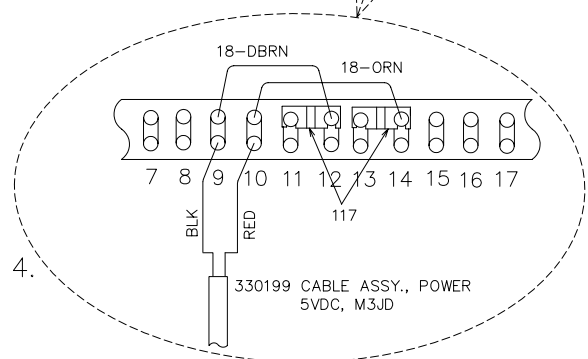 18-DBRN
18-ORN
7 8 9 10 11 12 13 14 15 16 17
117
BLK
RED
4.
330199 CABLE ASSY., POWER
5VDC, M3JD